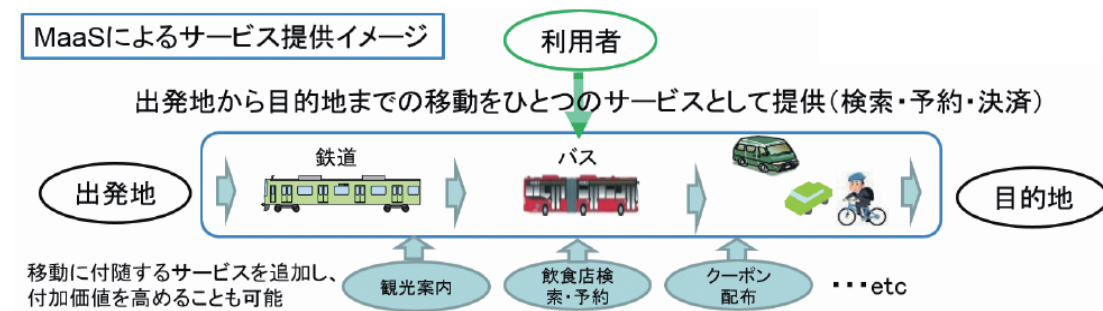 MaaSによるサービス提供イメージ
利用者
出発地から目的地までの移動をひとつのサービスとして提供(検索・予約・決済)
鉄道
バス
出発地
目的地
移動に付随するサービスを追加し、
付加価値を高めることも可能
観光案内
飲食店検
索・予約
クーポン
配布
・・・etc